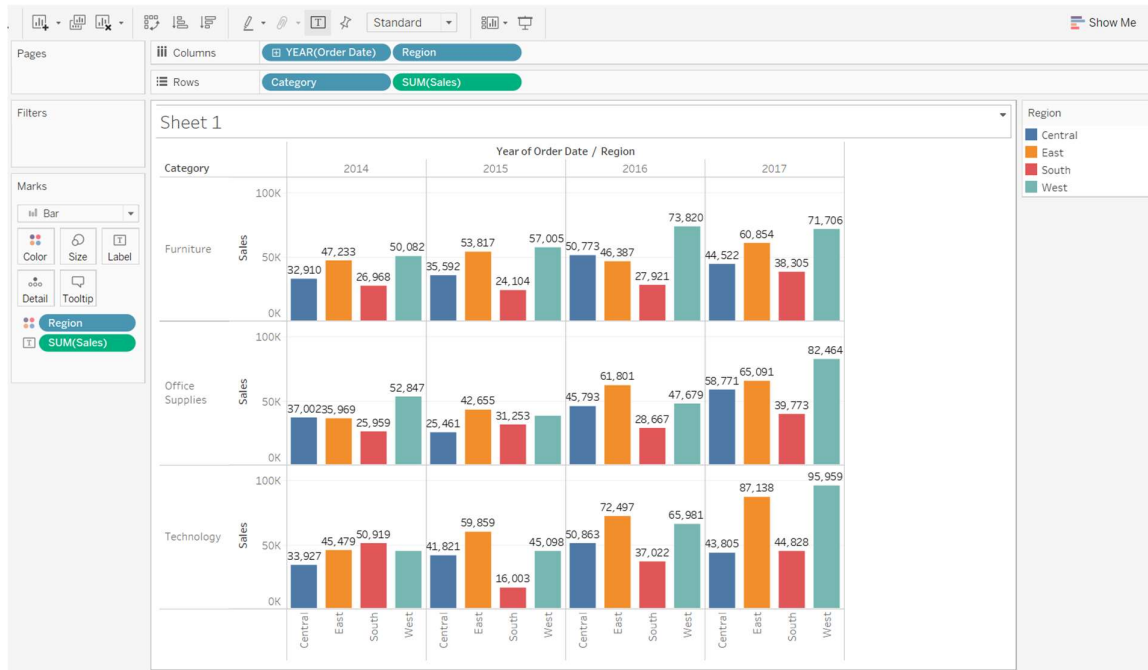 Standard
Show Me
Pages
Columns
YEAR(Order Date)
Region
Rows
Category
SUM(Sales)
Filters
Sheet 1
Region
Central
East
South
West
Marks
Bar
Color
Size
Label
Detail
Tooltip
Region
SUM(Sales)
Year of Order Date / Region
Category
2014
2015
2016
2017
Furniture
Sales
100K
50K
0K
32,910
47,233
26,968
50,082
35,592
53,817
24,104
57,005
50,773
46,387
27,921
73,820
44,522
60,854
38,305
71,706
Office
Supplies
Sales
100K
50K
0K
37,002
35,969
25,959
52,847
25,461
42,655
31,253
45,793
61,801
28,667
47,679
58,771
65,091
39,773
82,464
Technology
Sales
100K
50K
0K
33,927
45,479
50,919
41,821
59,859
16,003
45,098
50,863
72,497
37,022
65,981
43,805
87,138
44,828
95,959
Central
East
South
West
Central
East
South
West
Central
East
South
West
Central
East
South
West